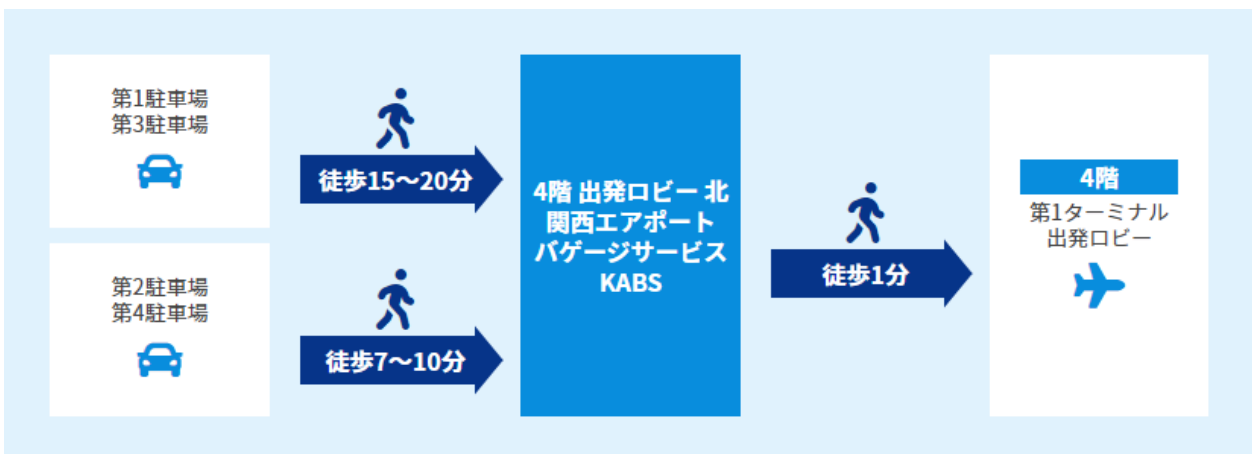 第1駐車場
第3駐車場
徒歩15～20分
第2駐車場
第4駐車場
徒歩7～10分
4階 出発ロビー 北
関西エアポート
バゲージサービス
KABS
徒歩1分
4階
第1ターミナル
出発ロビー